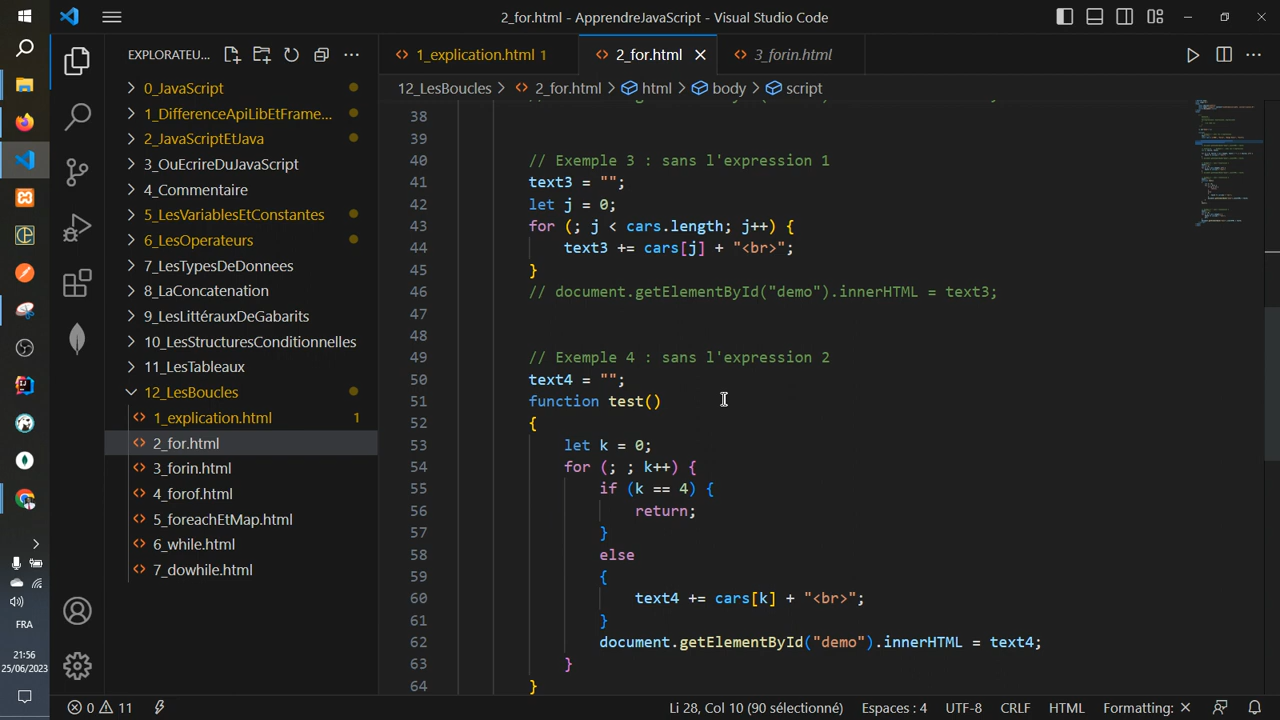 2_for.html - ApprendreJavaScript - Visual Studio Code
EXPLORATEU...
1_explication.html 1
2_for.html
3_forin.html
12_LesBoucles > 2_for.html > html > body > script
0_JavaScript
1_DifferenceApiLibEtFrame...
2_JavaScriptEtJava
3_OuEcrireDuJavaScript
4_Commentaire
5_LesVariablesEtConstantes
6_LesOperateurs
7_LesTypesDeDonnees
8_LaConcatenation
9_LesLittérauxDeGabarits
10_LesStructuresConditionnelles
11_LesTableaux
12_LesBoucles
1_explication.html 1
2_for.html
3_forin.html
4_forof.html
5_foreachEtMap.html
6_while.html
7_dowhile.html
38
39
40 // Exemple 3 : sans l'expression 1
41 text3 = "";
42 let j = 0;
43 for (; j < cars.length; j++) {
44 text3 += cars[j] + "<br>";
45 }
46 // document.getElementById("demo").innerHTML = text3;
47
48
49 // Exemple 4 : sans l'expression 2
50 text4 = "";
51 function test()
52 {
53 let k = 0;
54 for (; ; k++) {
55 if (k == 4) {
56 return;
57 }
58 else
59 {
60 text4 += cars[k] + "<br>";
61 }
62 document.getElementById("demo").innerHTML = text4;
63 }
64 }
FRA
21:56
25/06/2023
0 11
Li 28, Col 10 (90 sélectionné)
Espaces : 4
UTF-8
CRLF
HTML
Formatting: ×